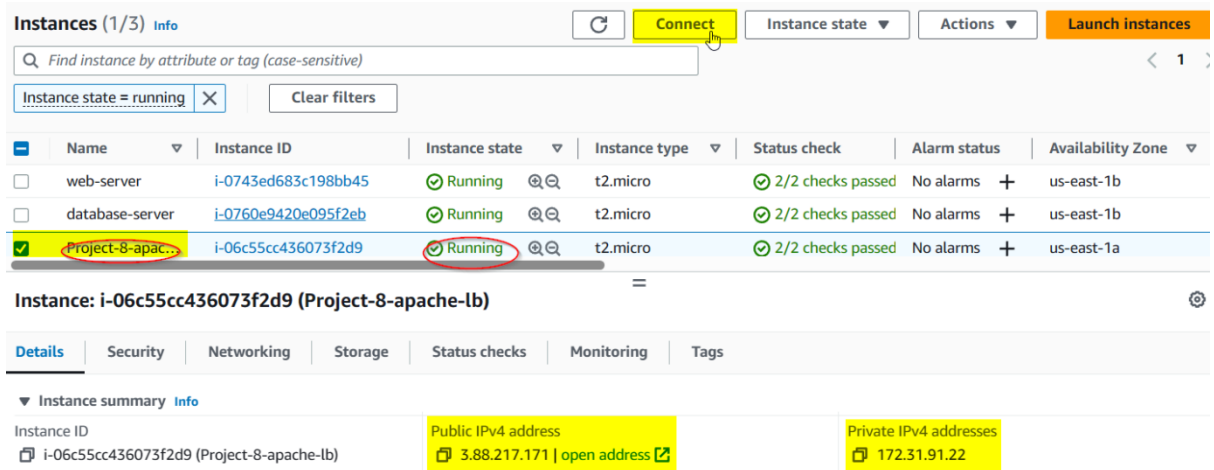 Instances (1/3) Info Connect Instance state Actions Launch instances
Find instance by attribute or tag (case-sensitive) 1
Instance state = running Clear filters
Name Instance ID Instance state Instance type Status check Alarm status Availability Zone
web-server i-0743ed683c198bb45 Running t2.micro 2/2 checks passed No alarms us-east-1b
database-server i-0760e9420e095f2eb Running t2.micro 2/2 checks passed No alarms us-east-1b
Project-8-apac... i-06c55cc436073f2d9 Running t2.micro 2/2 checks passed No alarms us-east-1a
Instance: i-06c55cc436073f2d9 (Project-8-apache-lb)
Details Security Networking Storage Status checks Monitoring Tags
Instance summary Info
Instance ID Public IPv4 address Private IPv4 addresses
i-06c55cc436073f2d9 (Project-8-apache-lb) 3.88.217.171 | open address 172.31.91.22